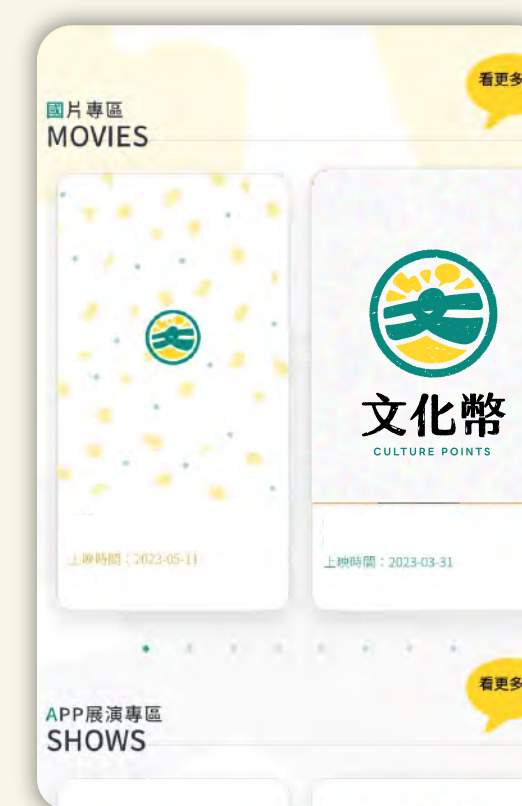 看更多
國片專區
MOVIES
文化幣
CULTURE POINTS
上映時間：2023-05-11
上映時間：2023-03-31
看更多
APP展演專區
SHOWS